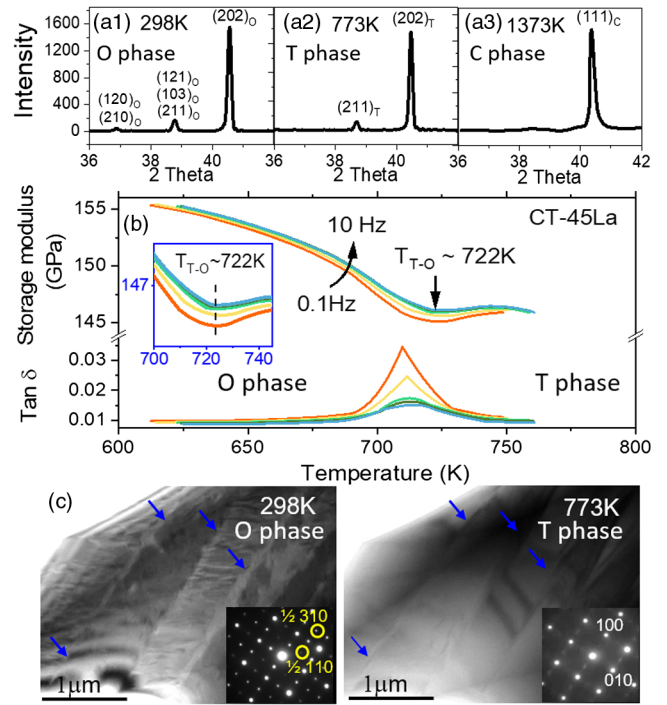 (a1) 298K
O phase
(202)O
(120)O
(210)O
(121)O
(103)O
(211)O
(a2) 773K
T phase
(202)T
(211)T
(a3) 1373K
C phase
(111)C
Intensity
1600
1200
800
400
0
36 38 40 36 38 40 36 38 40 42
2 Theta 2 Theta 2 Theta
(b)
CT-45La
Storage modulus
(GPa)
155
150
145
10 Hz
0.1Hz
TT-O ~ 722K
TT-O~722K
147
700 720 740
Tan δ
0.03
0.02
0.01
O phase
T phase
600 650 700 750 800
Temperature (K)
(c)
298K
O phase
½ 310
½ 110
1μm
773K
T phase
100
010
1μm